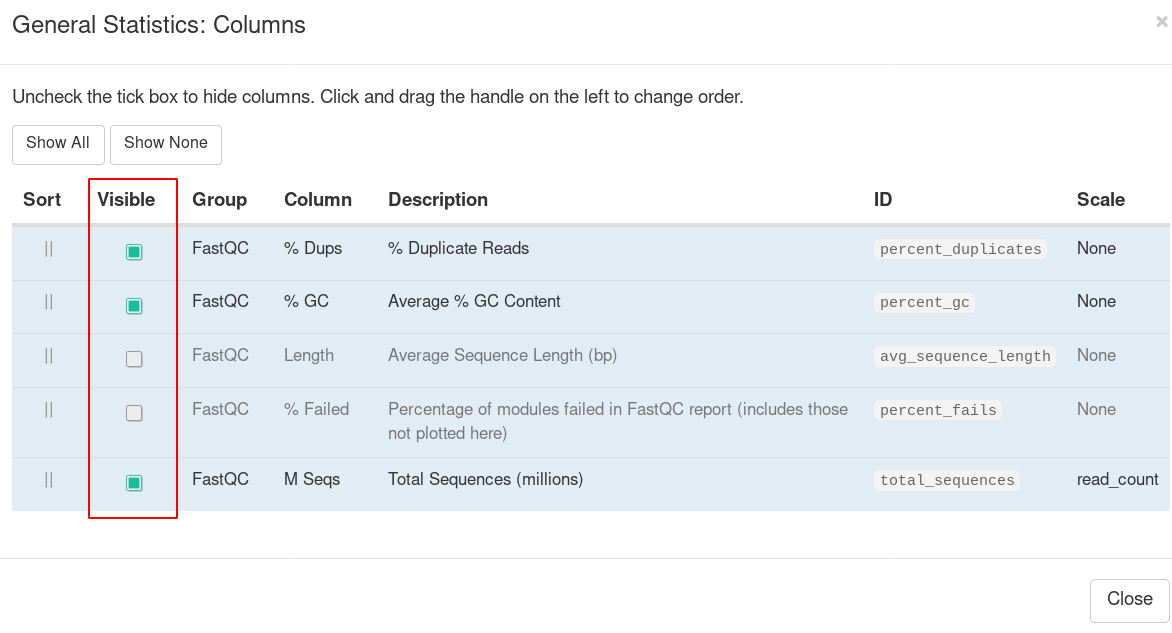 General Statistics: Columns ×
Uncheck the tick box to hide columns. Click and drag the handle on the left to change order.
Show All Show None
Sort Visible Group Column Description ID Scale
|| FastQC % Dups % Duplicate Reads percent_duplicates None
|| FastQC % GC Average % GC Content percent_gc None
|| FastQC Length Average Sequence Length (bp) avg_sequence_length None
|| FastQC % Failed Percentage of modules failed in FastQC report (includes those percent_fails None
not plotted here)
|| FastQC M Seqs Total Sequences (millions) total_sequences read_count
Close